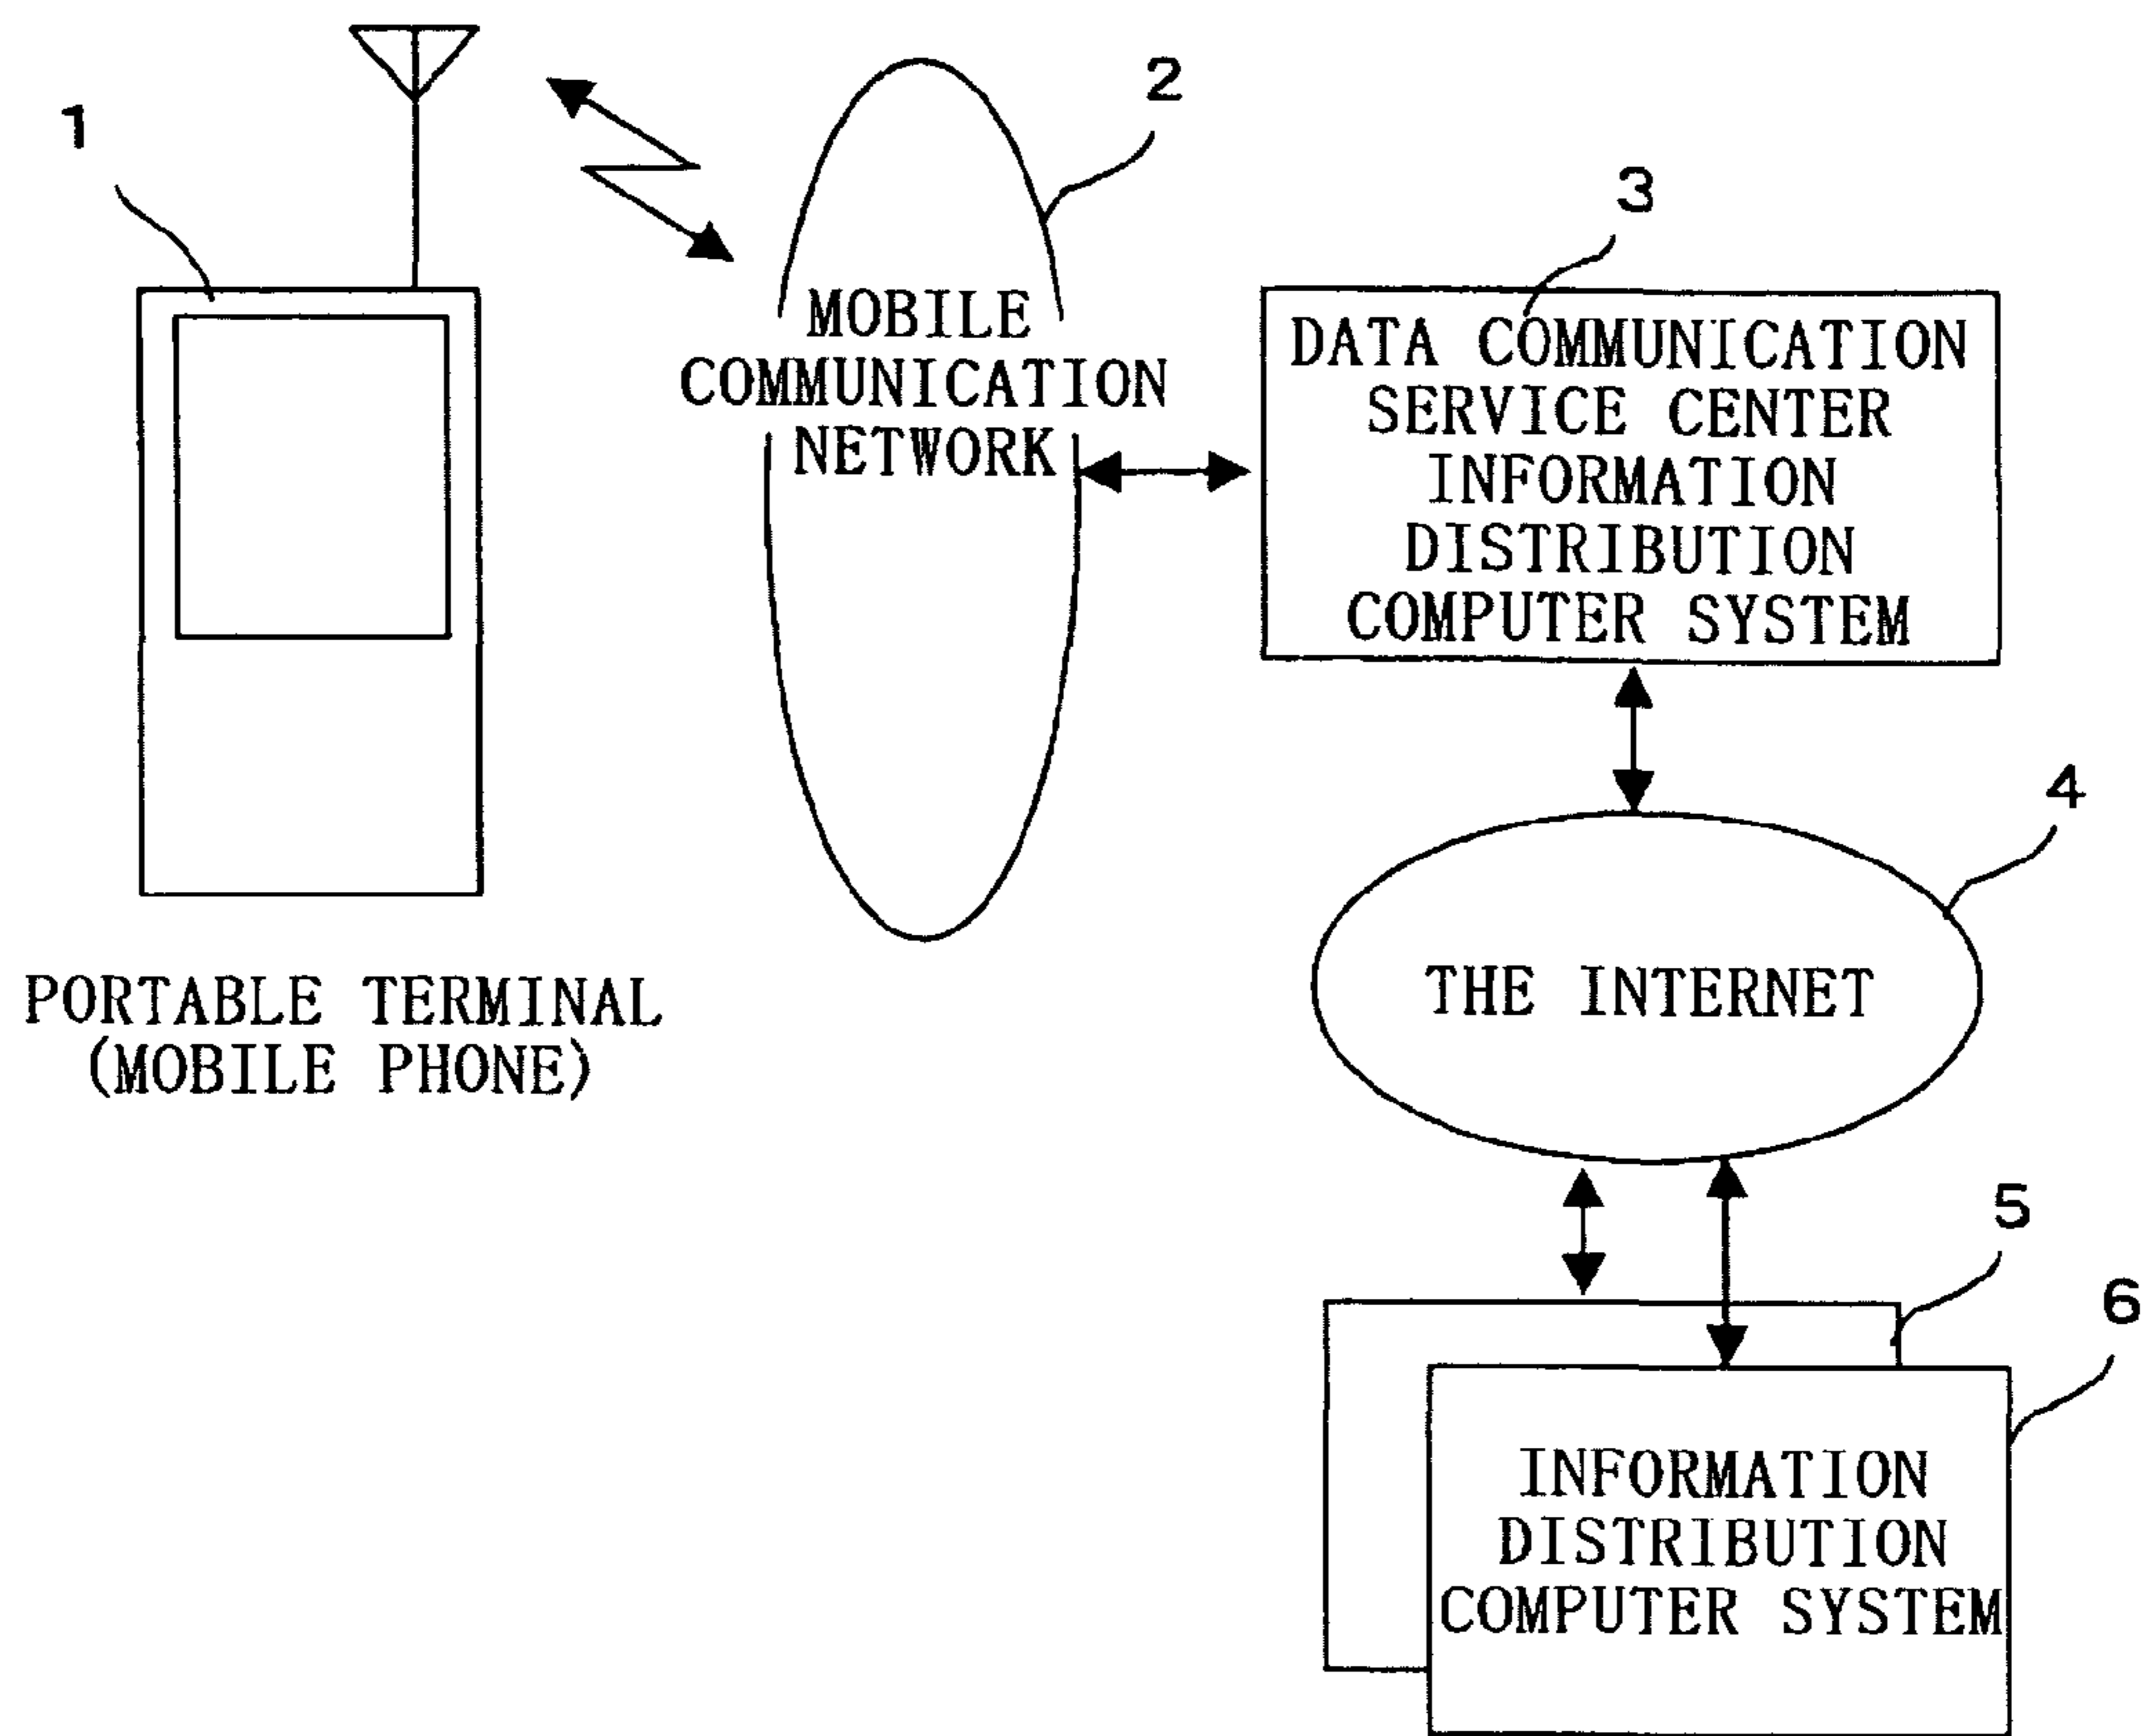 1
2
3
MOBILE
COMMUNICATION
NETWORK
DATA COMMUNICATION
SERVICE CENTER
INFORMATION
DISTRIBUTION
COMPUTER SYSTEM
4
THE INTERNET
PORTABLE TERMINAL
(MOBILE PHONE)
5
6
INFORMATION
DISTRIBUTION
COMPUTER SYSTEM